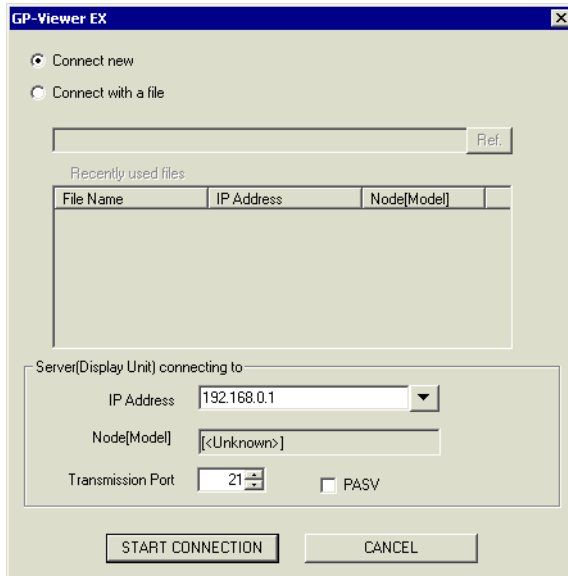 GP-Viewer EX
Connect new
Connect with a file
Ref.
Recently used files
File Name IP Address Node[Model]
Server(Display Unit) connecting to
IP Address 192.168.0.1
Node[Model] [<Unknown>]
Transmission Port 21 PASV
START CONNECTION CANCEL